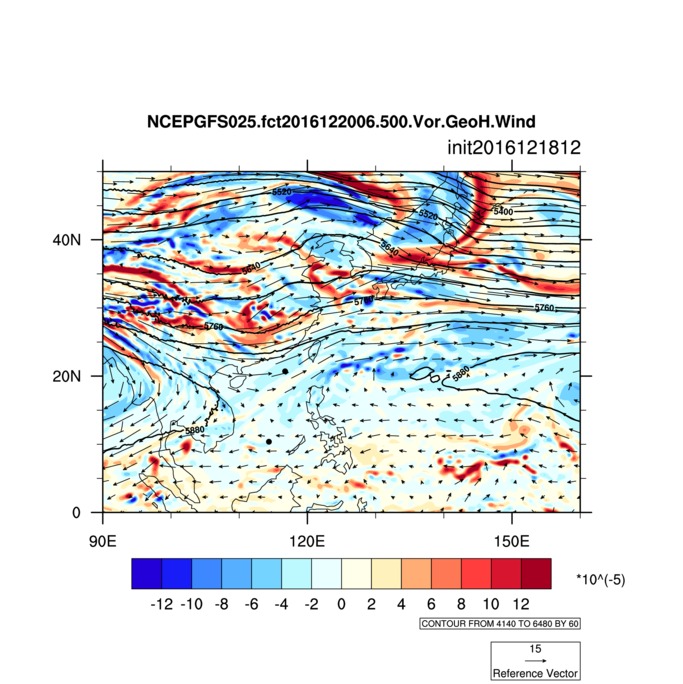 NCEPGFS025.fct2016122006.500.Vor.GeoH.Wind
init2016121812
5520
5520
5400
40N
5640
5640
5760
5760
5760
20N
5880
5880
0
90E 120E 150E
-12 -10 -8 -6 -4 -2 0 2 4 6 8 10 12
*10^(-5)
CONTOUR FROM 4140 TO 6480 BY 60
15
Reference Vector